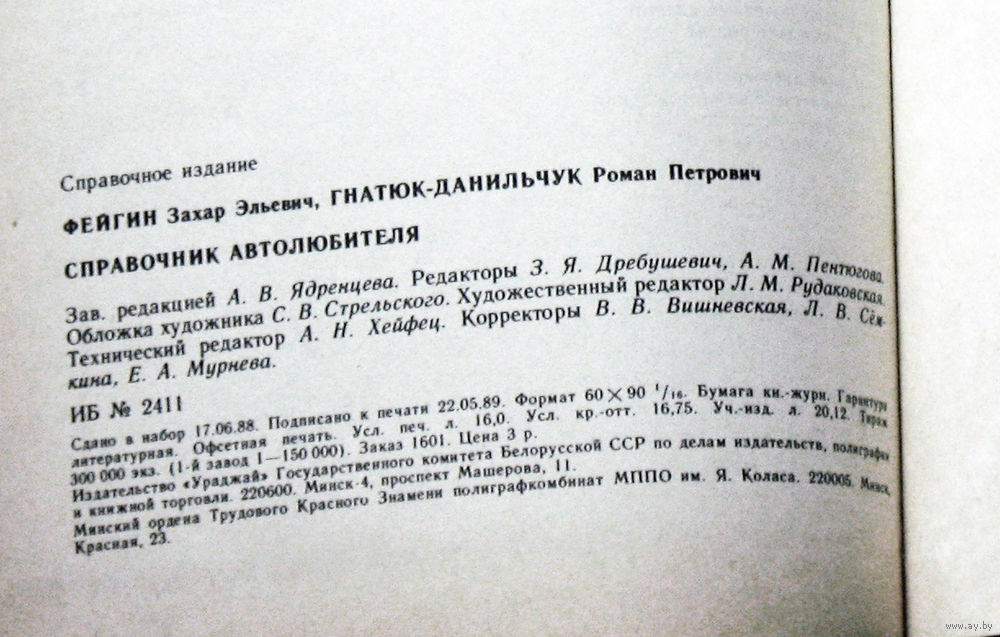 Справочное издание
ФЕЙГИН Захар Эльевич, ГНАТЮК-ДАНИЛЬЧУК Роман Петрович
СПРАВОЧНИК АВТОЛЮБИТЕЛЯ
Зав. редакцией А. В. Ядренцева. Редакторы З. Я. Дребушевич, А. М. Пентюгова.
Обложка художника С. В. Стрельского. Художественный редактор Л. М. Рудаковская.
Технический редактор А. Н. Хейфец. Корректоры В. В. Вишневская, Л. В. Сём-
кина, Е. А. Мурнева.
ИБ № 2411
Сдано в набор 17.06.88. Подписано к печати 22.05.89. Формат 60×90 1/16. Бумага кн.-журн. Гарнитура
литературная. Офсетная печать. Усл. печ. л. 16,0. Усл. кр.-отт. 16,75. Уч.-изд. л. 20,12. Тираж
300 000 экз. (1-й завод 1—150 000). Заказ 1601. Цена 3 р.
Издательство «Ураджай» Государственного комитета Белорусской ССР по делам издательств, полиграфии
и книжной торговли. 220600. Минск-4, проспект Машерова, 11.
Минский ордена Трудового Красного Знамени полиграфкомбинат МППО им. Я. Коласа. 220005. Минск,
Красная, 23.
www.ay.by